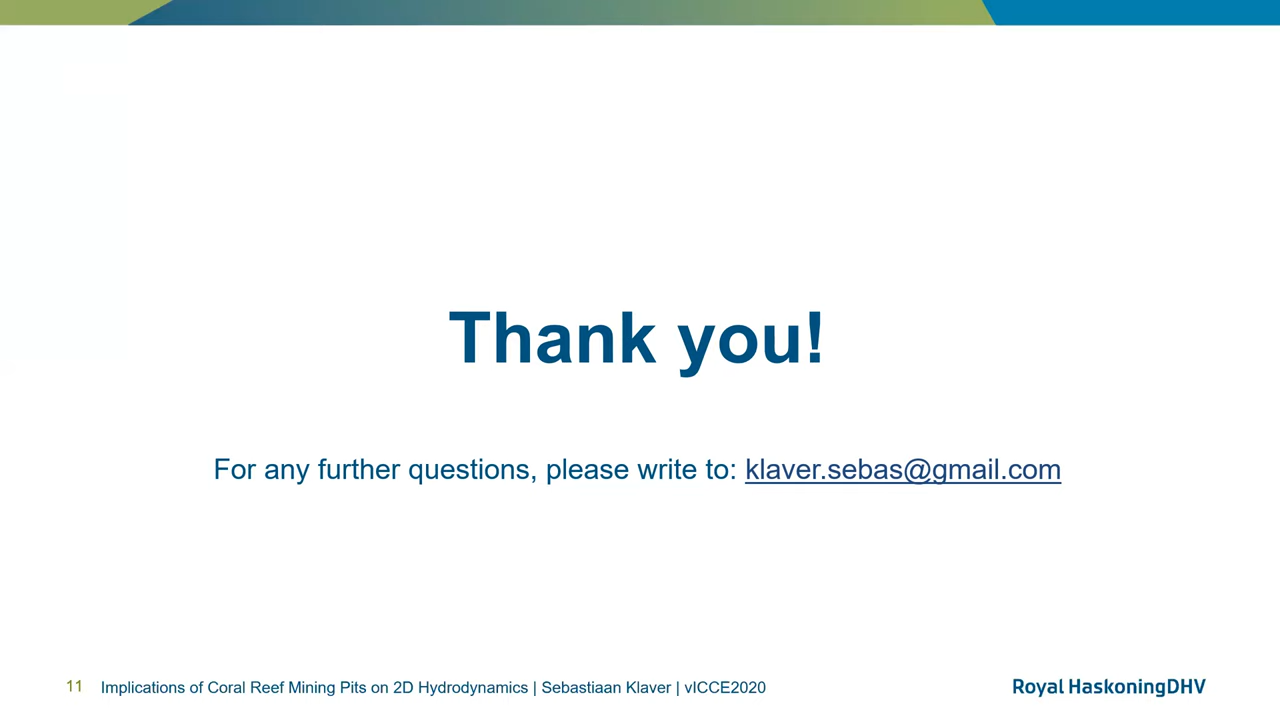 Thank you!
For any further questions, please write to: klaver.sebas@gmail.com
11 Implications of Coral Reef Mining Pits on 2D Hydrodynamics | Sebastiaan Klaver | vICCE2020
Royal HaskoningDHV